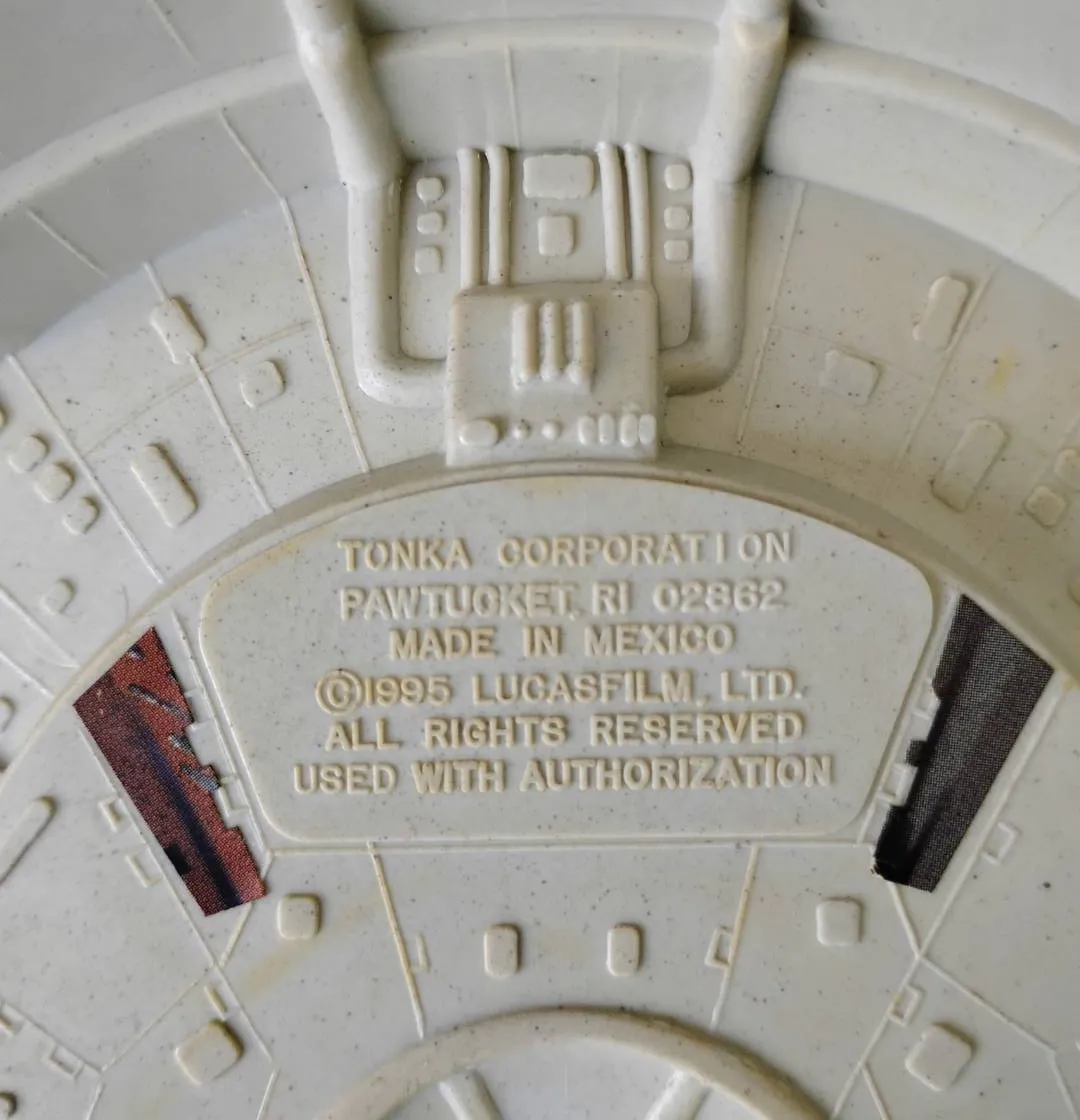 TONKA CORPORATION
PAWTUCKET, RI 02862
MADE IN MEXICO
©1995 LUCASFILM, LTD.
ALL RIGHTS RESERVED
USED WITH AUTHORIZATION